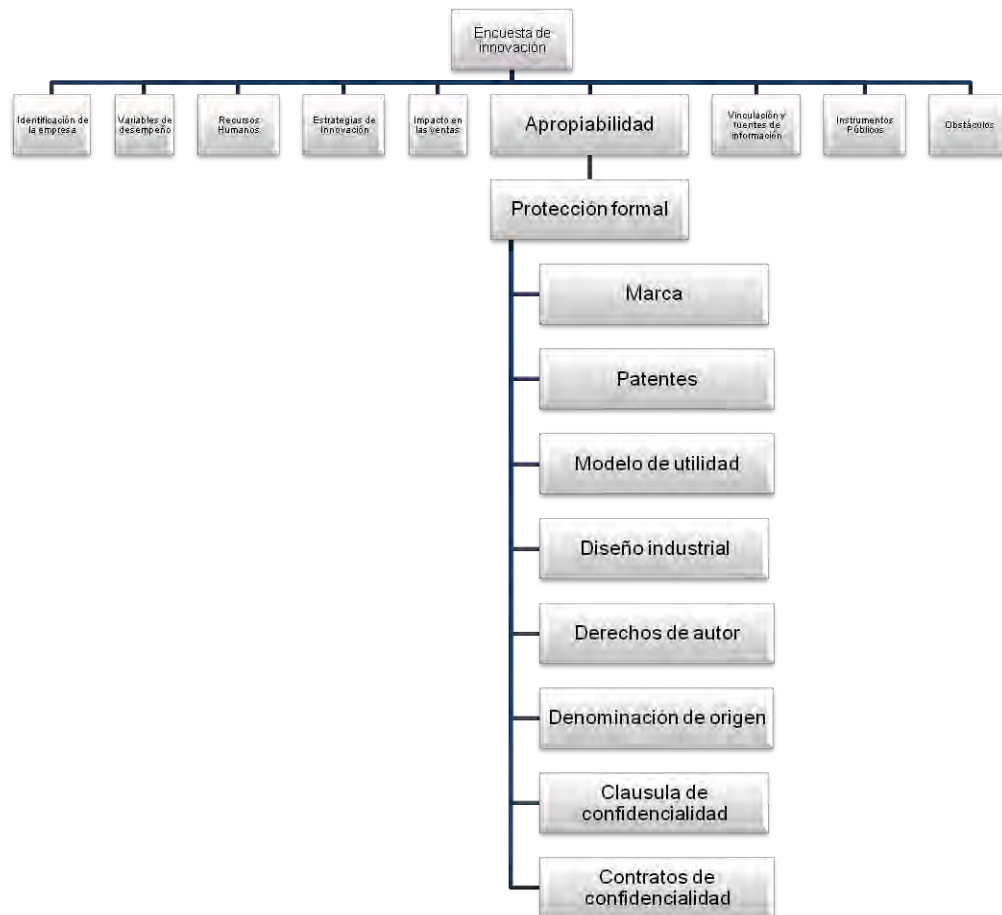 Encuesta de
innovación
Identificación de
la empresa
Variables de
desempeño
Recursos
Humanos
Estrategias de
Innovación
Impacto en
las ventas
Apropiabilidad
Vinculación y
fuentes de
información
Instrumentos
Públicos
Obstáculos
Protección formal
Marca
Patentes
Modelo de utilidad
Diseño industrial
Derechos de autor
Denominación de origen
Clausula de
confidencialidad
Contratos de
confidencialidad